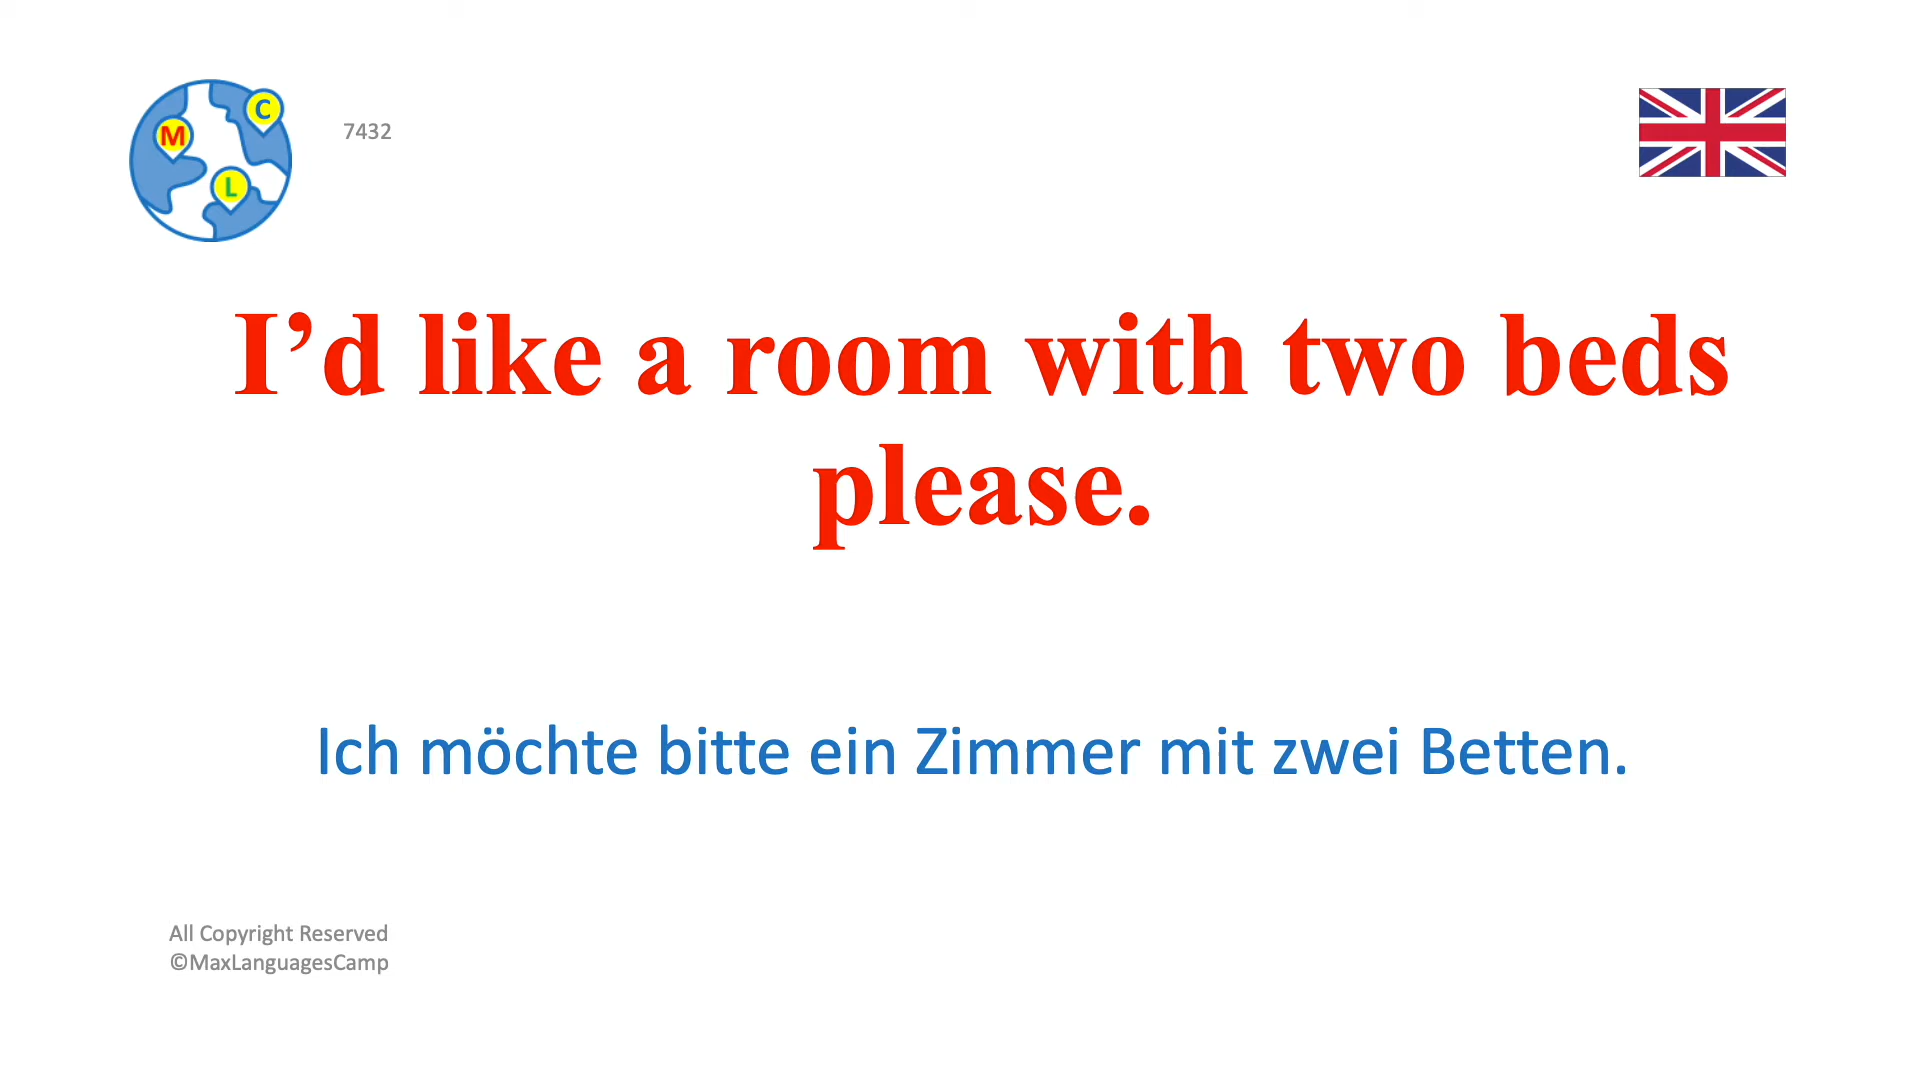 C
M
L
7432
I’d like a room with two beds
please.
Ich möchte bitte ein Zimmer mit zwei Betten.
All Copyright Reserved
©MaxLanguagesCamp